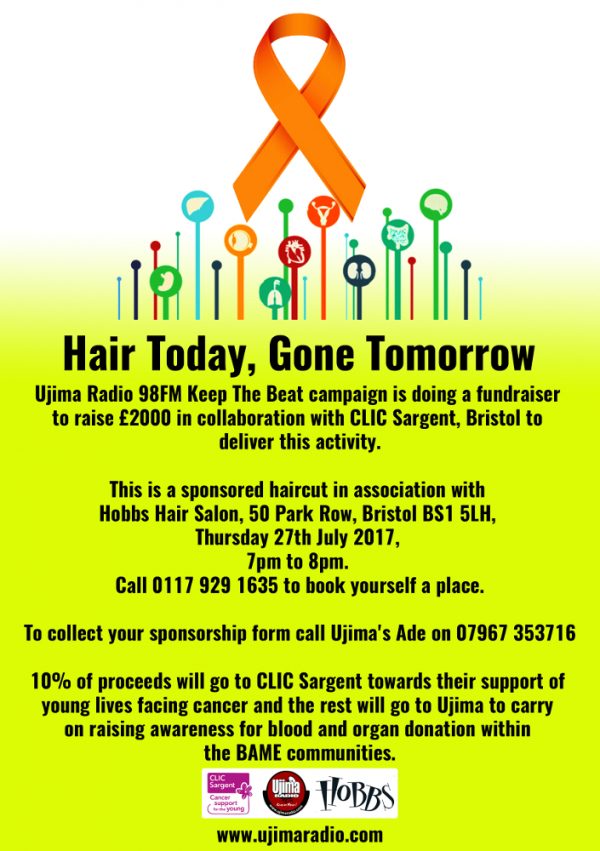 Hair Today, Gone Tomorrow
Ujima Radio 98FM Keep The Beat campaign is doing a fundraiser
to raise £2000 in collaboration with CLIC Sargent, Bristol to
deliver this activity.
This is a sponsored haircut in association with
Hobbs Hair Salon, 50 Park Row, Bristol BS1 5LH,
Thursday 27th July 2017,
7pm to 8pm.
Call 0117 929 1635 to book yourself a place.
To collect your sponsorship form call Ujima's Ade on 07967 353716
10% of proceeds will go to CLIC Sargent towards their support of
young lives facing cancer and the rest will go to Ujima to carry
on raising awareness for blood and organ donation within
the BAME communities.
CLIC
Sargent
Cancer
support
for the young
Ujima
RADIO
HOBBS
www.ujimaradio.com